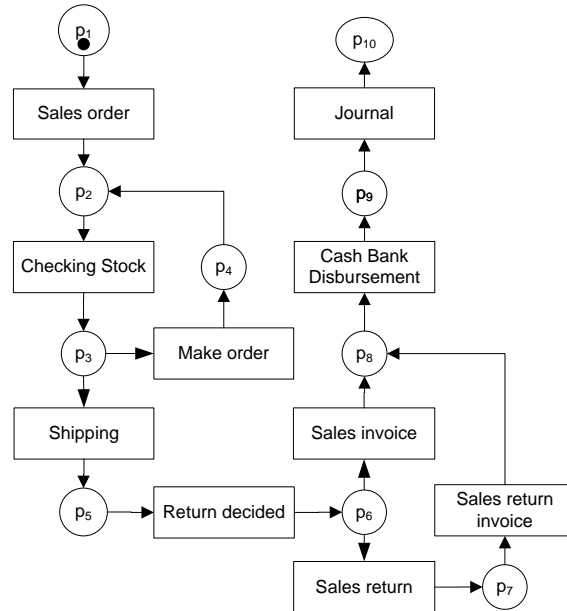 p1
Sales order
p2
Checking Stock
p4
p3
Make order
Shipping
p5
Return decided
p10
Journal
p9
Cash Bank
Disbursement
p8
Sales invoice
p6
Sales return
invoice
Sales return
p7